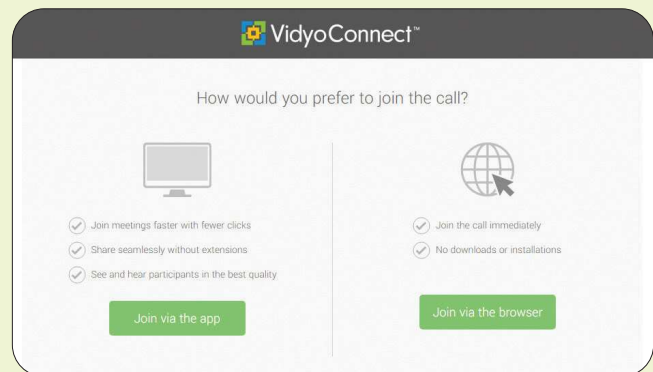 VidyoConnect™
How would you prefer to join the call?
Join meetings faster with fewer clicks
Share seamlessly without extensions
See and hear participants in the best quality
Join via the app
Join the call immediately
No downloads or installations
Join via the browser